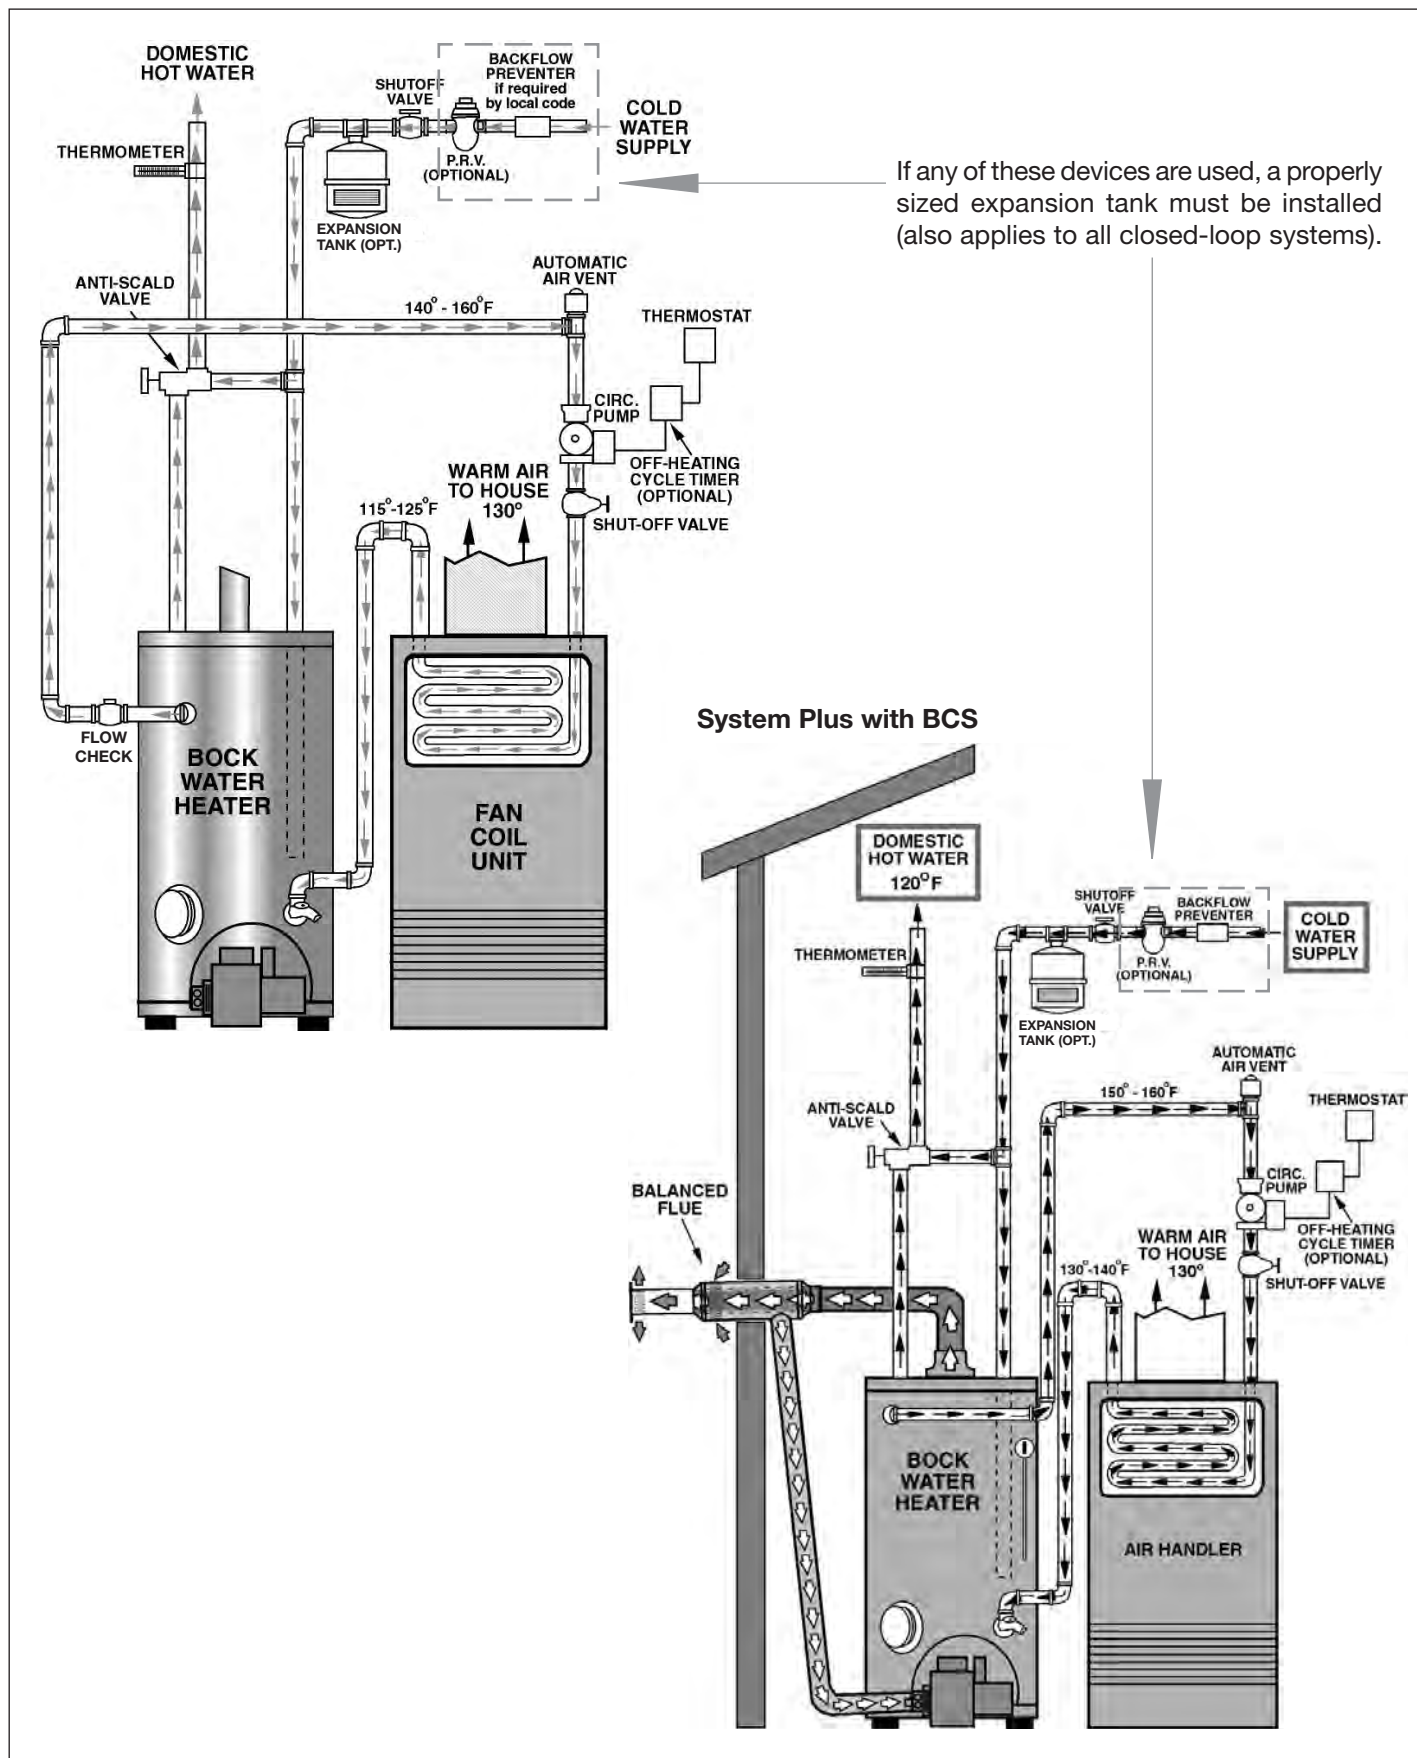 DOMESTIC
HOT WATER
THERMOMETER
SHUTOFF
VALVE
BACKFLOW
PREVENTER
if required
by local code
COLD
WATER
SUPPLY
P.R.V.
(OPTIONAL)
EXPANSION
TANK (OPT.)
If any of these devices are used, a properly
sized expansion tank must be installed
(also applies to all closed-loop systems).
ANTI-SCALD
VALVE
140° - 160°F
AUTOMATIC
AIR VENT
THERMOSTAT
CIRC.
PUMP
OFF-HEATING
CYCLE TIMER
(OPTIONAL)
WARM AIR
TO HOUSE
130°
115°-125°F
SHUT-OFF VALVE
FLOW
CHECK
BOCK
WATER
HEATER
FAN
COIL
UNIT
System Plus with BCS
DOMESTIC
HOT WATER
120°F
THERMOMETER
SHUTOFF
VALVE
BACKFLOW
PREVENTER
COLD
WATER
SUPPLY
P.R.V.
(OPTIONAL)
EXPANSION
TANK (OPT.)
AUTOMATIC
AIR VENT
150° - 160°F
THERMOSTAT
ANTI-SCALD
VALVE
CIRC.
PUMP
BALANCED
FLUE
OFF-HEATING
CYCLE TIMER
(OPTIONAL)
WARM AIR
TO HOUSE
130°
130°-140°F
SHUT-OFF VALVE
BOCK
WATER
HEATER
AIR HANDLER